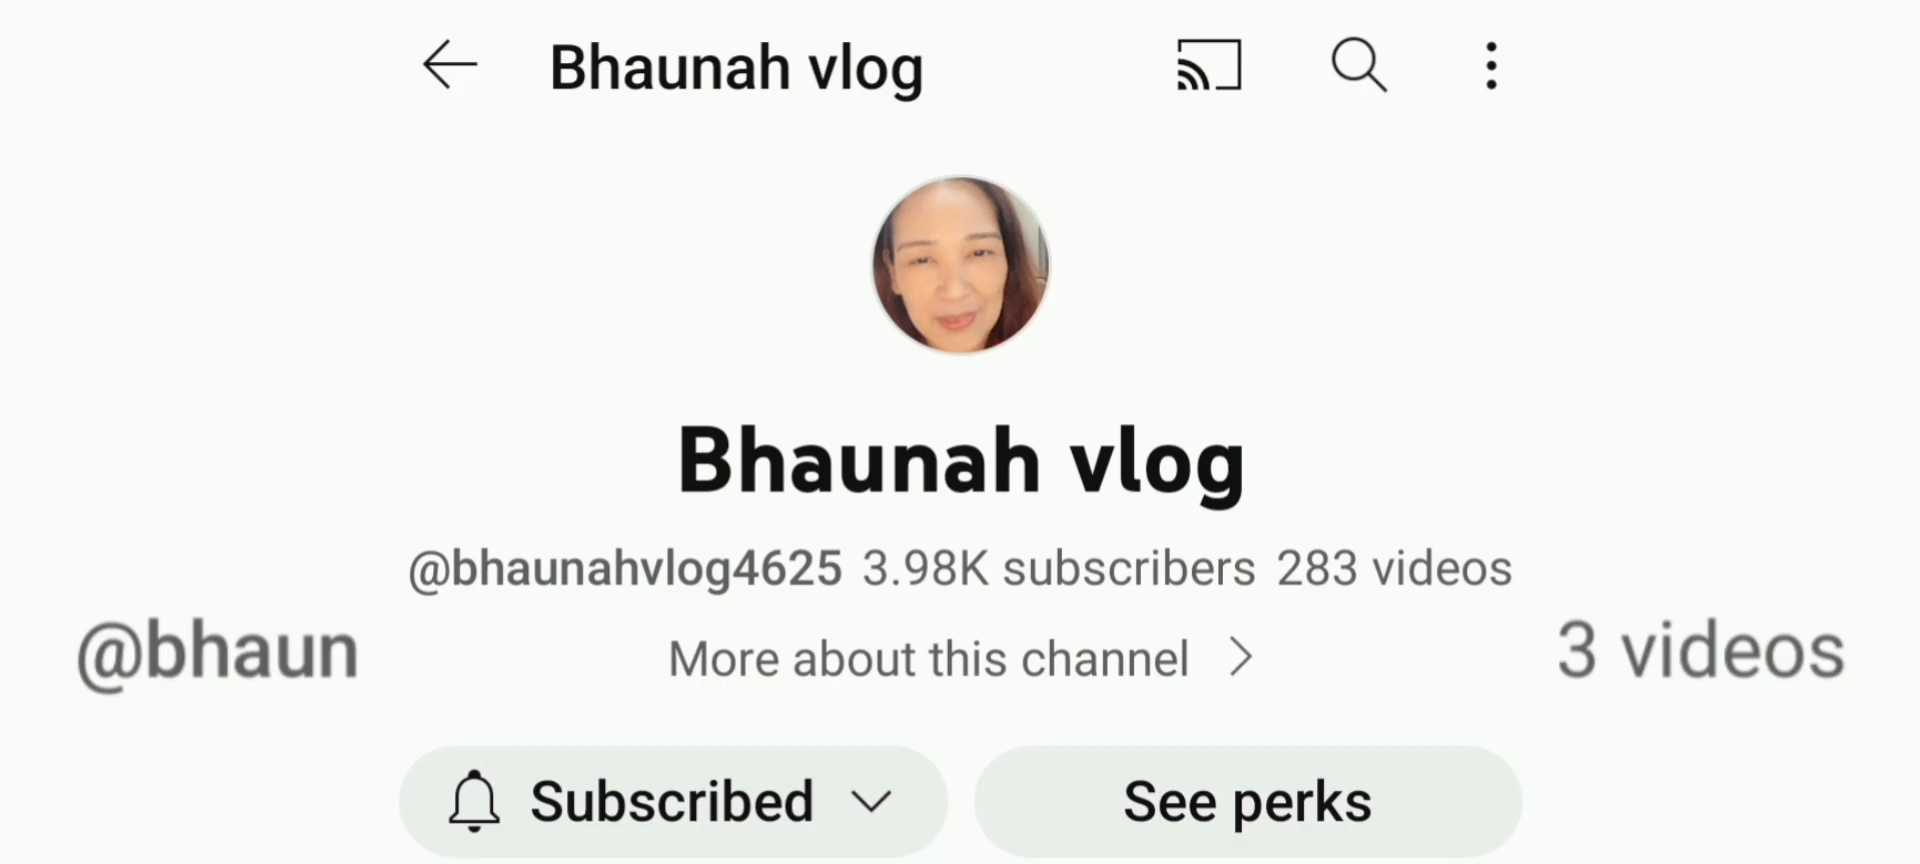 Bhaunah vlog
Bhaunah vlog
@bhaunahvlog4625 3.98K subscribers 283 videos
@bhaun
More about this channel
3 videos
Subscribed
See perks